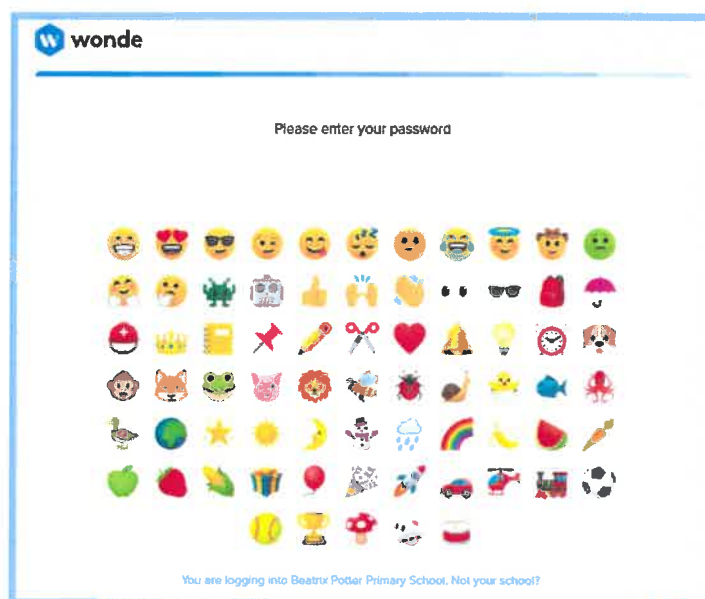 wonde
Please enter your password
You are logging into Beatrix Potter Primary School. Not your school?